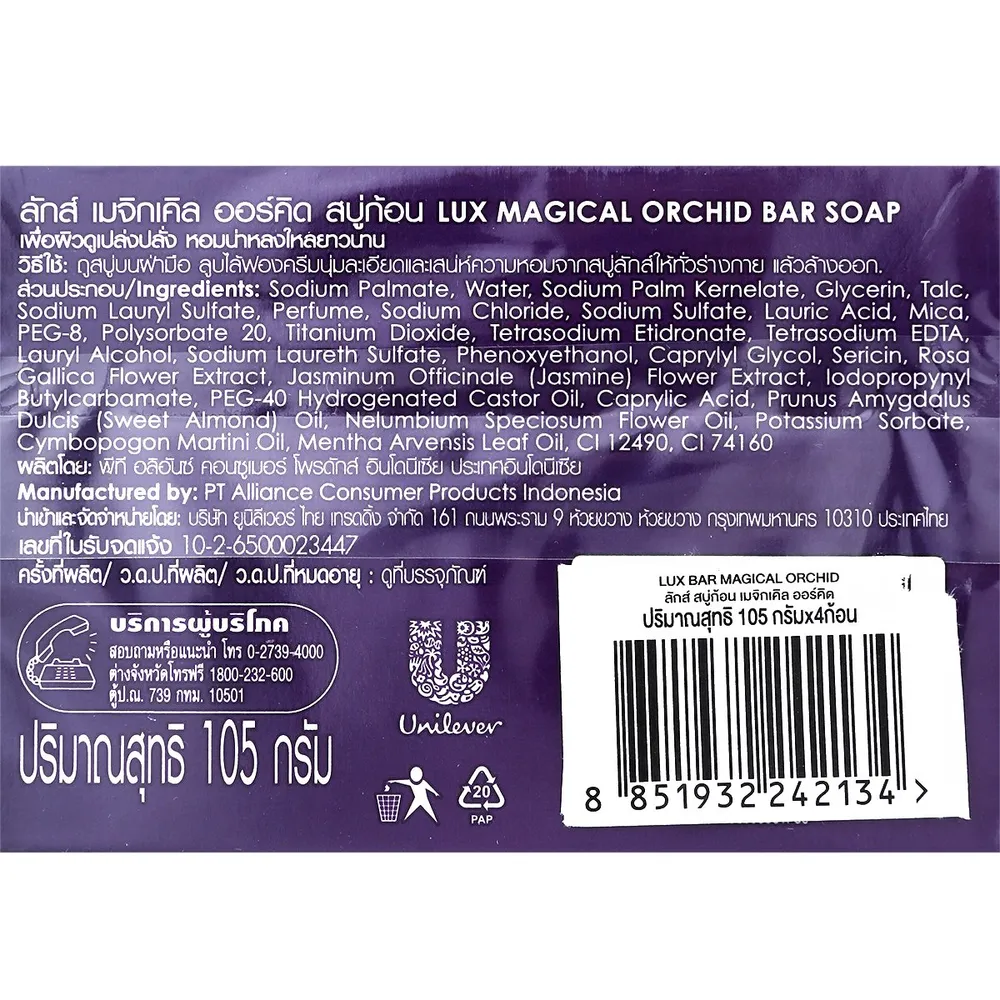 ลักส์ เมจิกเคิล ออร์คิด สบู่ก้อน LUX MAGICAL ORCHID BAR SOAP
เพื่อผิวดูเปล่งปลั่ง หอมน่าหลงใหลยาวนาน
วิธีใช้: ถูสบู่บนฝ่ามือ ลูบไล้ฟองครีมนุ่มละเอียดและเสน่ห์ความหอมจากสบู่ลักส์ให้ทั่วร่างกาย แล้วล้างออก.
ส่วนประกอบ/Ingredients: Sodium Palmate, Water, Sodium Palm Kernelate, Glycerin, Talc,
Sodium Lauryl Sulfate, Perfume, Sodium Chloride, Sodium Sulfate, Lauric Acid, Mica,
PEG-8, Polysorbate 20, Titanium Dioxide, Tetrasodium Etidronate, Tetrasodium EDTA,
Lauryl Alcohol, Sodium Laureth Sulfate, Phenoxyethanol, Caprylyl Glycol, Sericin, Rosa
Gallica Flower Extract, Jasminum Officinale (Jasmine) Flower Extract, Iodopropynyl
Butylcarbamate, PEG-40 Hydrogenated Castor Oil, Caprylic Acid, Prunus Amygdalus
Dulcis (Sweet Almond) Oil, Nelumbium Speciosum Flower Oil, Potassium Sorbate,
Cymbopogon Martini Oil, Mentha Arvensis Leaf Oil, CI 12490, CI 74160
ผลิตโดย: พีที อลิอันซ์ คอนซูเมอร์ โพรดักส์ อินโดนีเซีย ประเทศอินโดนีเซีย
Manufactured by: PT Alliance Consumer Products Indonesia
นำเข้าและจัดจำหน่ายโดย: บริษัท ยูนิลีเวอร์ ไทย เทรดดิ้ง จำกัด 161 ถนนพระราม 9 ห้วยขวาง ห้วยขวาง กรุงเทพมหานคร 10310 ประเทศไทย
เลขที่ใบรับจดแจ้ง 10-2-6500023447
ครั้งที่ผลิต/ ว.ด.ป.ที่ผลิต/ ว.ด.ป.ที่หมดอายุ : ดูที่บรรจุภัณฑ์
บริการผู้บริโภค
สอบถามหรือแนะนำ โทร 0-2739-4000
ต่างจังหวัดโทรฟรี 1800-232-600
ตู้ป.ณ. 739 กทม. 10501
ปริมาณสุทธิ 105 กรัม
Unilever
20
PAP
LUX BAR MAGICAL ORCHID
ลักส์ สบู่ก้อน เมจิกเคิล ออร์คิด
ปริมาณสุทธิ 105 กรัมx4ก้อน
8 851932 242134 >